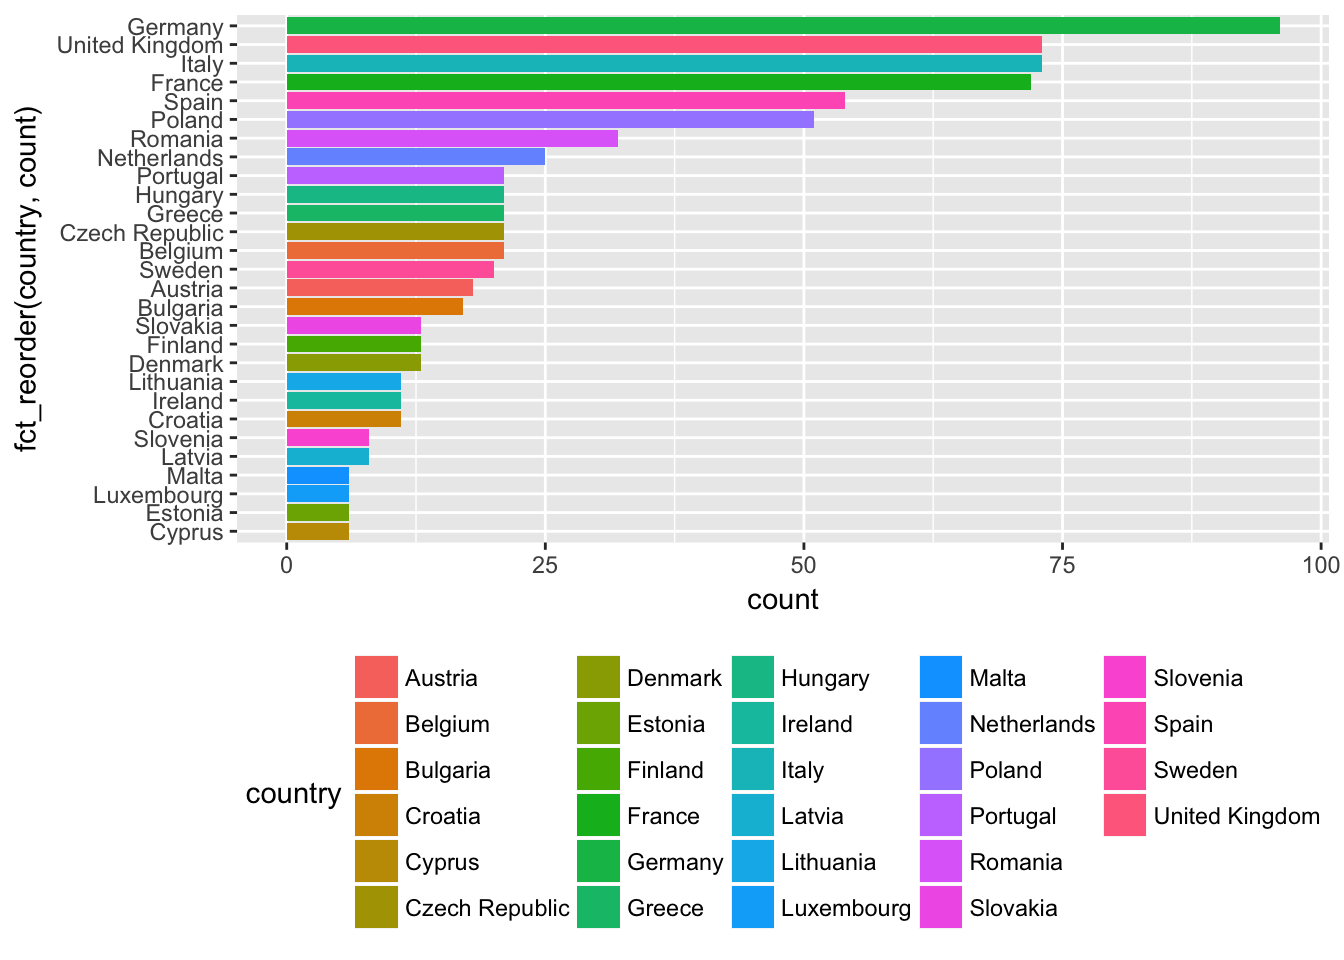 fct_reorder(country, count)
Germany
United Kingdom
Italy
France
Spain
Poland
Romania
Netherlands
Portugal
Hungary
Greece
Czech Republic
Belgium
Sweden
Austria
Bulgaria
Slovakia
Finland
Denmark
Lithuania
Ireland
Croatia
Slovenia
Latvia
Malta
Luxembourg
Estonia
Cyprus
0 25 50 75 100
count
country
Austria
Belgium
Bulgaria
Croatia
Cyprus
Czech Republic
Denmark
Estonia
Finland
France
Germany
Greece
Hungary
Ireland
Italy
Latvia
Lithuania
Luxembourg
Malta
Netherlands
Poland
Portugal
Romania
Slovakia
Slovenia
Spain
Sweden
United Kingdom